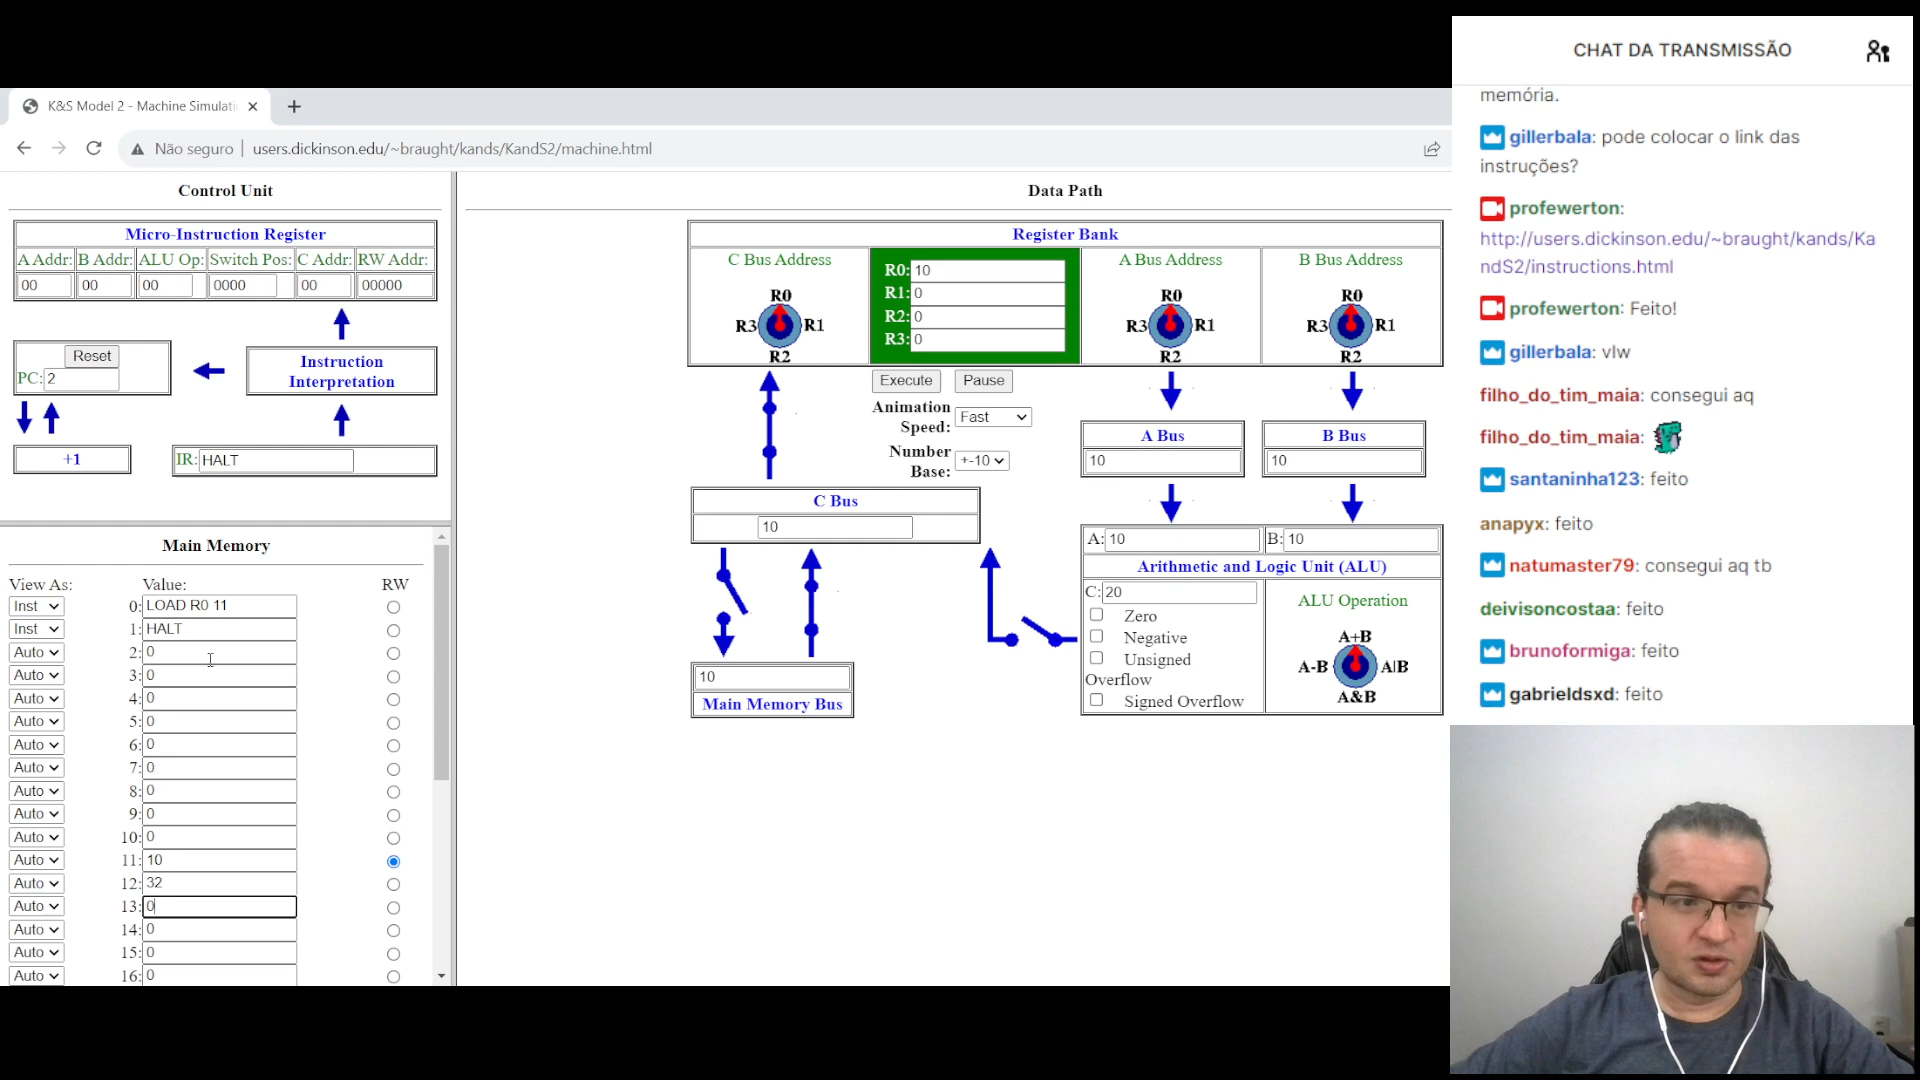 K&S Model 2 - Machine Simulati
Não seguro
users.dickinson.edu/~braught/kands/KandS2/machine.html
Control Unit
Micro-Instruction Register
A Addr: B Addr: ALU Op: Switch Pos: C Addr: RW Addr:
00 00 00 0000 00 00000
Reset
PC: 2
Instruction
Interpretation
+1
IR: HALT
Main Memory
View As: Value: RW
Inst 0: LOAD R0 11
Inst 1: HALT
Auto 2: 0
Auto 3: 0
Auto 4: 0
Auto 5: 0
Auto 6: 0
Auto 7: 0
Auto 8: 0
Auto 9: 0
Auto 10: 0
Auto 11: 10
Auto 12: 32
Auto 13: 0
Auto 14: 0
Auto 15: 0
Auto 16: 0
Data Path
Register Bank
C Bus Address
R0
R3 R1
R2
R0: 10
R1: 0
R2: 0
R3: 0
A Bus Address
R0
R3 R1
R2
B Bus Address
R0
R3 R1
R2
Execute Pause
Animation
Speed: Fast
Number
Base: +-10
A Bus
10
B Bus
10
C Bus
10
10
Main Memory Bus
A: 10 B: 10
Arithmetic and Logic Unit (ALU)
C: 20
Zero
Negative
Unsigned
Overflow
Signed Overflow
ALU Operation
A+B
A-B A|B
A&B
CHAT DA TRANSMISSÃO
memória.
gillerbala: pode colocar o link das
instruções?
profewerton:
http://users.dickinson.edu/~braught/kands/Ka
ndS2/instructions.html
profewerton: Feito!
gillerbala: vlw
filho_do_tim_maia: consegui aq
filho_do_tim_maia:
santaninha123: feito
anapyx: feito
natumaster79: consegui aq tb
deivisoncostaa: feito
brunoformiga: feito
gabrieldsxd: feito